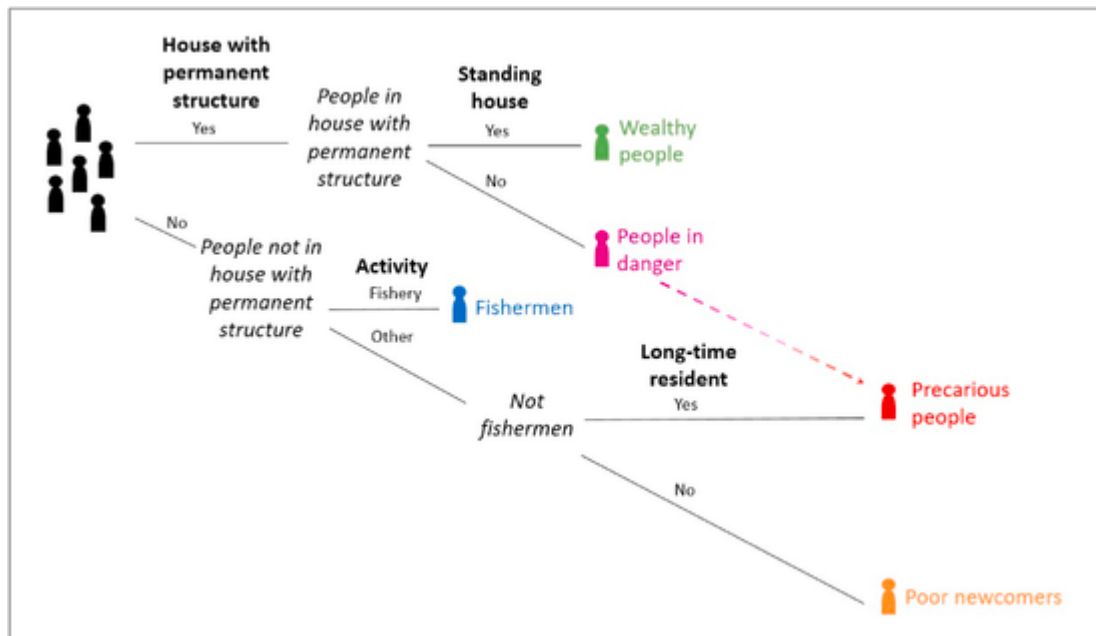 House with
permanent
structure
Yes
People in
house with
permanent
structure
Standing
house
Yes
Wealthy
people
No
People in
danger
No
People not in
house with
permanent
structure
Activity
Fishery
Fishermen
Other
Not
fishermen
Long-time
resident
Yes
Precarious
people
No
Poor newcomers